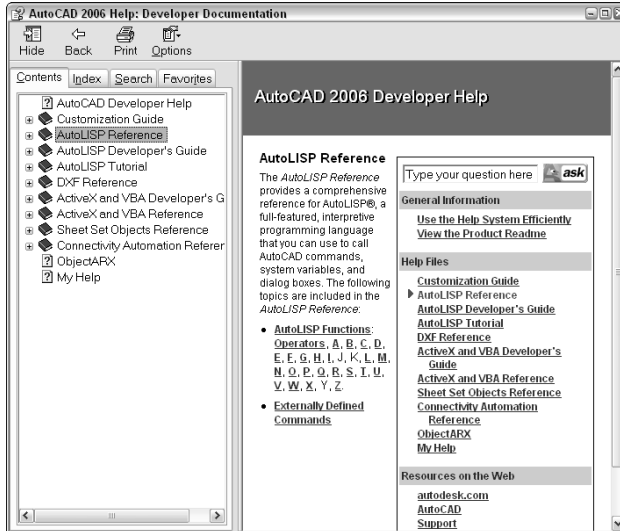 AutoCAD 2006 Help: Developer Documentation
Hide Back Print Options
Contents Index Search Favorites
AutoCAD Developer Help
Customization Guide
AutoLISP Reference
AutoLISP Developer's Guide
AutoLISP Tutorial
DXF Reference
ActiveX and VBA Developer's G
ActiveX and VBA Reference
Sheet Set Objects Reference
Connectivity Automation Referer
ObjectARX
My Help
AutoCAD 2006 Developer Help
AutoLISP Reference
The AutoLISP Reference
provides a comprehensive
reference for AutoLISP®, a
full-featured, interpretive
programming language
that you can use to call
AutoCAD commands,
system variables, and
dialog boxes. The following
topics are included in the
AutoLISP Reference:
• AutoLISP Functions:
Operators, A, B, C, D,
E, F, G, H, I, J, K, L, M,
N, O, P, Q, R, S, T, U,
V, W, X, Y, Z.
• Externally Defined
Commands
Type your question here ask
General Information
Use the Help System Efficiently
View the Product Readme
Help Files
Customization Guide
AutoLISP Reference
AutoLISP Developer's Guide
AutoLISP Tutorial
DXF Reference
ActiveX and VBA Developer's
Guide
ActiveX and VBA Reference
Sheet Set Objects Reference
Connectivity Automation
Reference
ObjectARX
My Help
Resources on the Web
autodesk.com
AutoCAD
Support